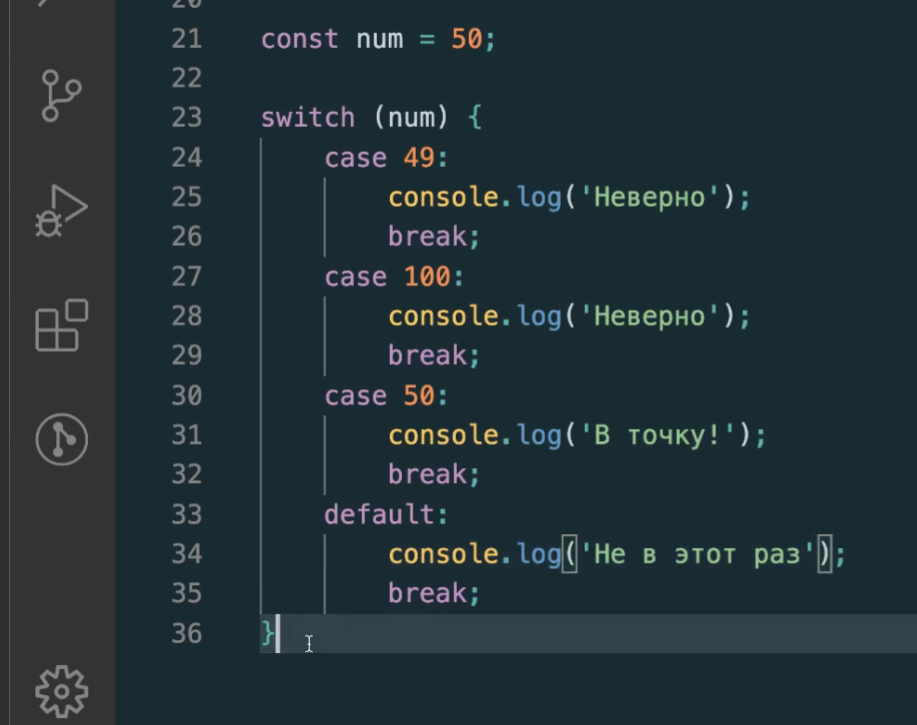 20
21 const num = 50;
22
23 switch (num) {
24 case 49:
25 console.log('Неверно');
26 break;
27 case 100:
28 console.log('Неверно');
29 break;
30 case 50:
31 console.log('В точку!');
32 break;
33 default:
34 console.log('Не в этот раз');
35 break;
36 }